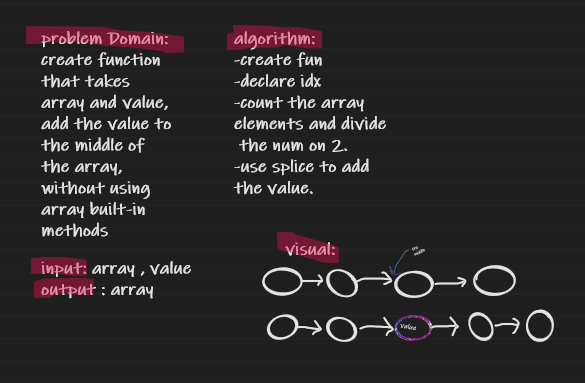 problem Domain:
create function
that takes
array and value,
add the value to
the middle of
the array,
without using
array built-in
methods
input: array , value
output : array
algorithm:
-create fun
-declare idx
-count the array
elements and divide
the num on 2.
-use splice to add
the value.
visual:
value